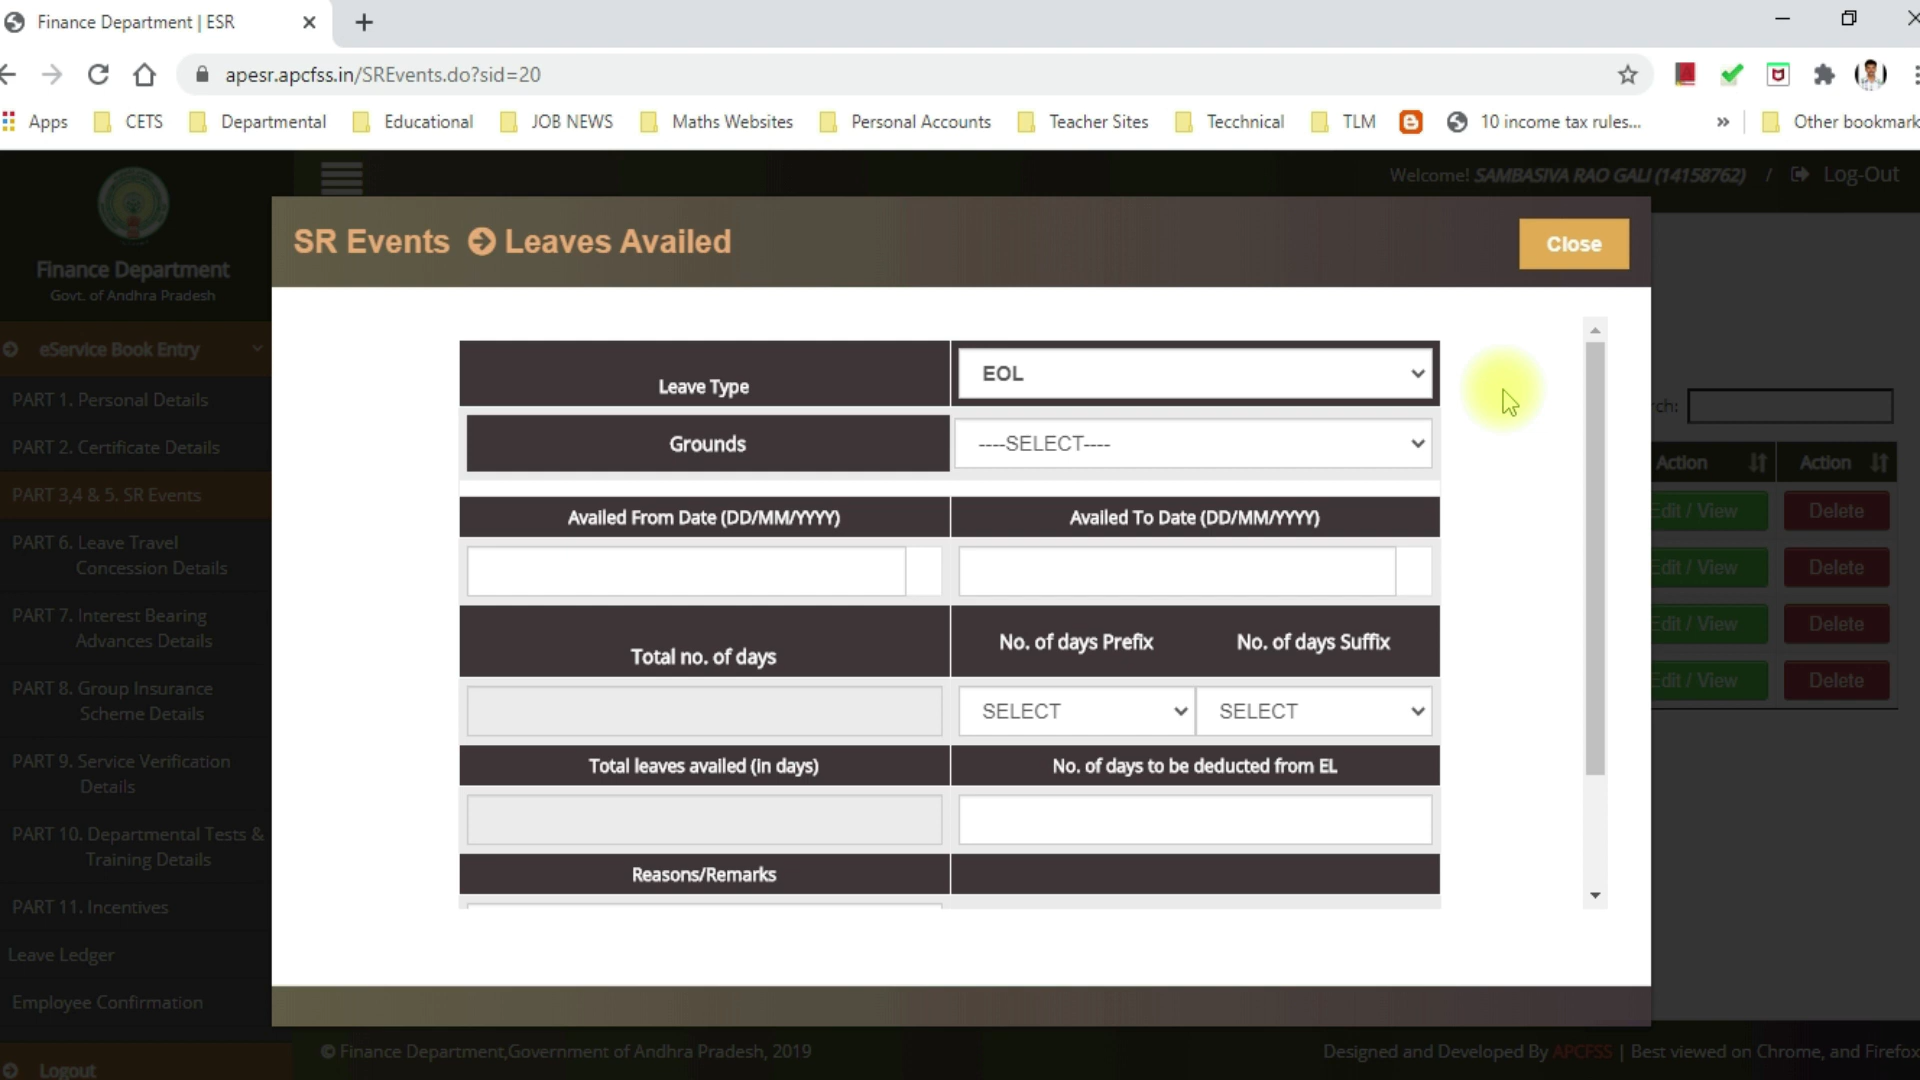 Finance Department | ESR
apesr.apcfss.in/SREvents.do?sid=20
Apps CETS Departmental Educational JOB NEWS Maths Websites Personal Accounts Teacher Sites Tecchnical TLM 10 income tax rules... » Other bookmark
Welcome! SAMBASIVA RAO GALI (14158762) / Log-Out
Finance Department
Govt. of Andhra Pradesh
eService Book Entry
PART 1. Personal Details
PART 2. Certificate Details
PART 3,4 & 5. SR Events
PART 6. Leave Travel
Concession Details
PART 7. Interest Bearing
Advances Details
PART 8. Group Insurance
Scheme Details
PART 9. Service Verification
Details
PART 10. Departmental Tests &
Training Details
PART 11. Incentives
Leave Ledger
Employee Confirmation
Logout
SR Events Leaves Availed
Close
Leave Type EOL
Grounds ----SELECT----
Availed From Date (DD/MM/YYYY) Availed To Date (DD/MM/YYYY)
Total no. of days No. of days Prefix No. of days Suffix
SELECT SELECT
Total leaves availed (in days) No. of days to be deducted from EL
Reasons/Remarks
rch:
Action Action
Edit / View Delete
Edit / View Delete
Edit / View Delete
Edit / View Delete
© Finance Department,Government of Andhra Pradesh, 2019
Designed and Developed By APCFSS | Best viewed on Chrome, and Firefox